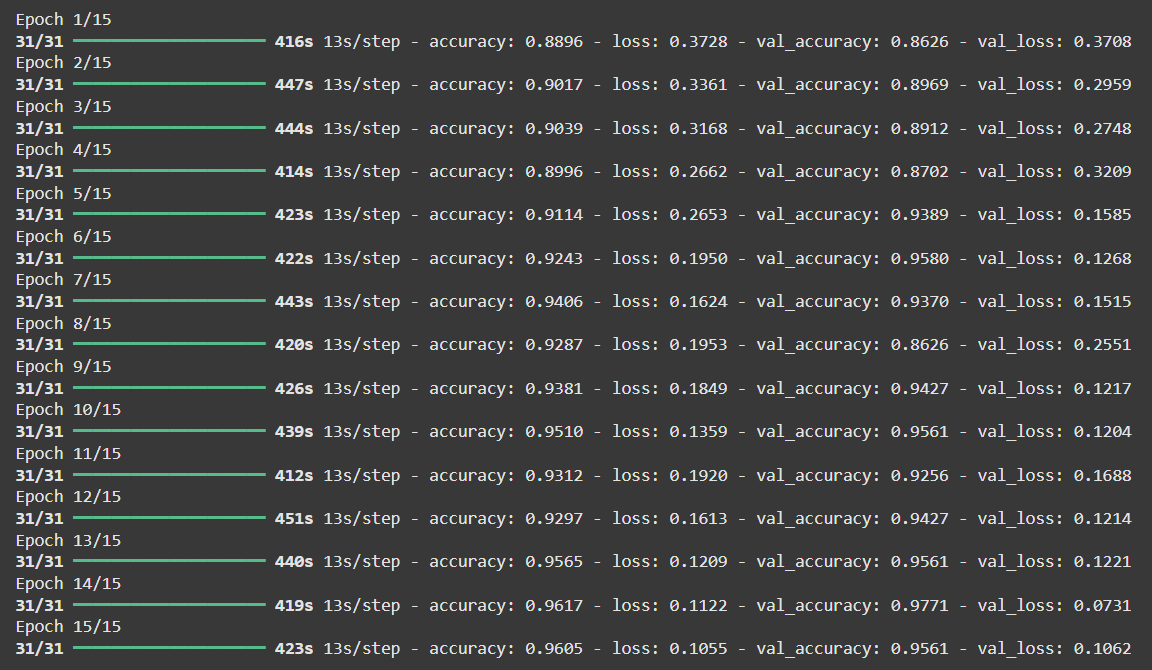 Epoch 1/15
31/31 416s 13s/step - accuracy: 0.8896 - loss: 0.3728 - val_accuracy: 0.8626 - val_loss: 0.3708
Epoch 2/15
31/31 447s 13s/step - accuracy: 0.9017 - loss: 0.3361 - val_accuracy: 0.8969 - val_loss: 0.2959
Epoch 3/15
31/31 444s 13s/step - accuracy: 0.9039 - loss: 0.3168 - val_accuracy: 0.8912 - val_loss: 0.2748
Epoch 4/15
31/31 414s 13s/step - accuracy: 0.8996 - loss: 0.2662 - val_accuracy: 0.8702 - val_loss: 0.3209
Epoch 5/15
31/31 423s 13s/step - accuracy: 0.9114 - loss: 0.2653 - val_accuracy: 0.9389 - val_loss: 0.1585
Epoch 6/15
31/31 422s 13s/step - accuracy: 0.9243 - loss: 0.1950 - val_accuracy: 0.9580 - val_loss: 0.1268
Epoch 7/15
31/31 443s 13s/step - accuracy: 0.9406 - loss: 0.1624 - val_accuracy: 0.9370 - val_loss: 0.1515
Epoch 8/15
31/31 420s 13s/step - accuracy: 0.9287 - loss: 0.1953 - val_accuracy: 0.8626 - val_loss: 0.2551
Epoch 9/15
31/31 426s 13s/step - accuracy: 0.9381 - loss: 0.1849 - val_accuracy: 0.9427 - val_loss: 0.1217
Epoch 10/15
31/31 439s 13s/step - accuracy: 0.9510 - loss: 0.1359 - val_accuracy: 0.9561 - val_loss: 0.1204
Epoch 11/15
31/31 412s 13s/step - accuracy: 0.9312 - loss: 0.1920 - val_accuracy: 0.9256 - val_loss: 0.1688
Epoch 12/15
31/31 451s 13s/step - accuracy: 0.9297 - loss: 0.1613 - val_accuracy: 0.9427 - val_loss: 0.1214
Epoch 13/15
31/31 440s 13s/step - accuracy: 0.9565 - loss: 0.1209 - val_accuracy: 0.9561 - val_loss: 0.1221
Epoch 14/15
31/31 419s 13s/step - accuracy: 0.9617 - loss: 0.1122 - val_accuracy: 0.9771 - val_loss: 0.0731
Epoch 15/15
31/31 423s 13s/step - accuracy: 0.9605 - loss: 0.1055 - val_accuracy: 0.9561 - val_loss: 0.1062